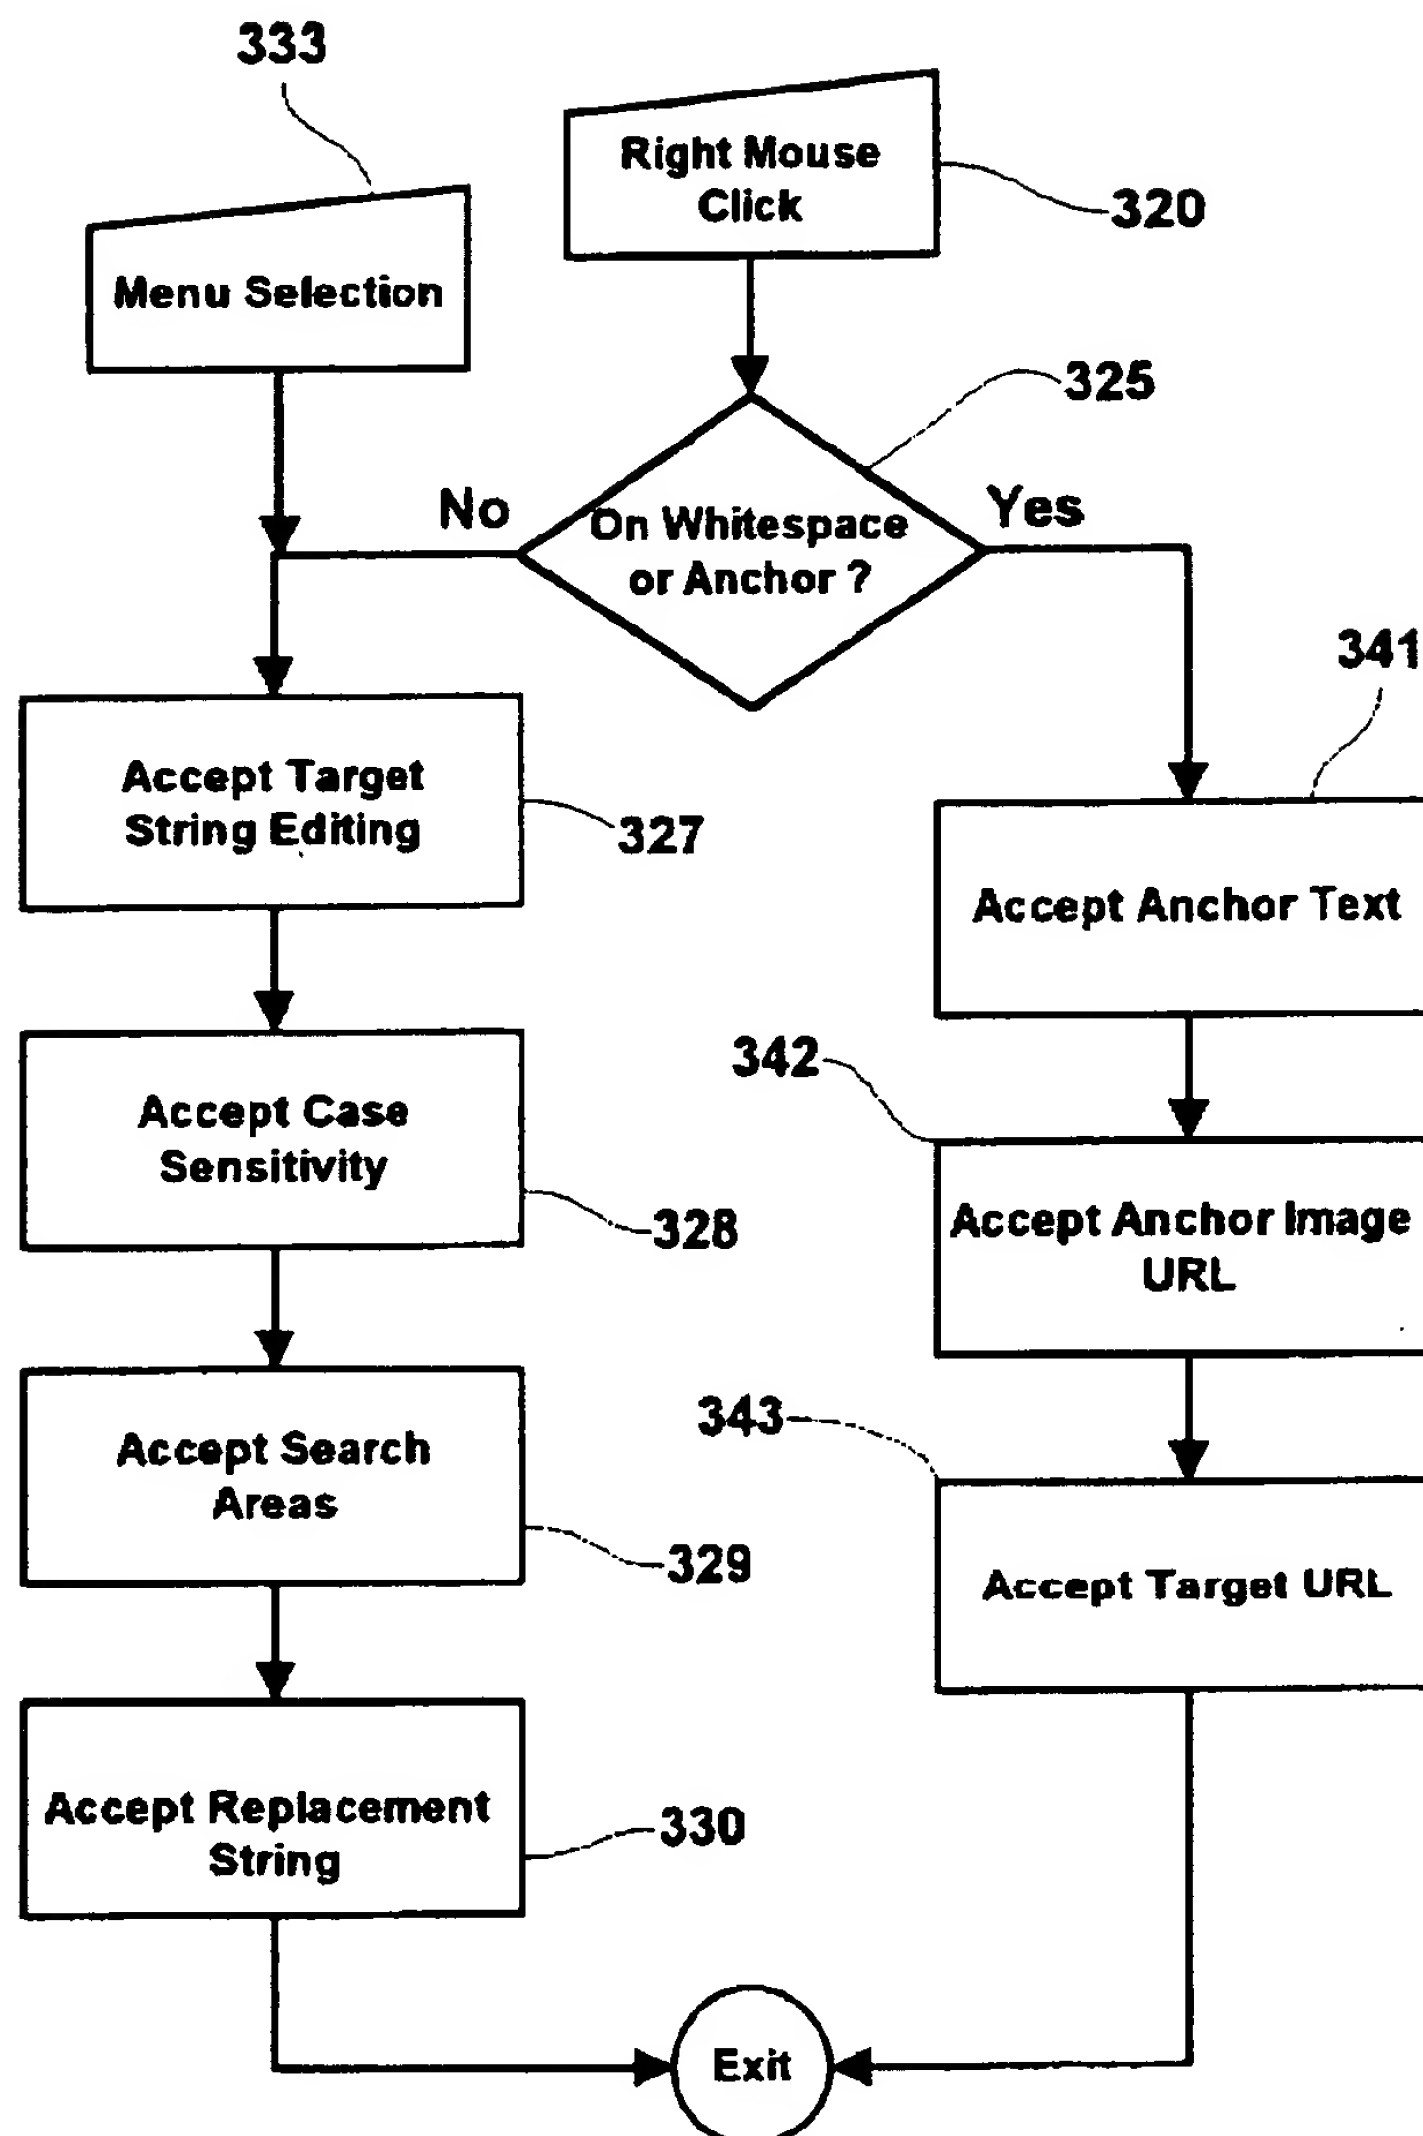 333
Right Mouse
Click
320
Menu Selection
325
No
On Whitespace
or Anchor ?
Yes
341
Accept Target
String Editing
327
Accept Anchor Text
342
Accept Case
Sensitivity
328
Accept Anchor Image
URL
343
Accept Search
Areas
329
Accept Target URL
Accept Replacement
String
330
Exit